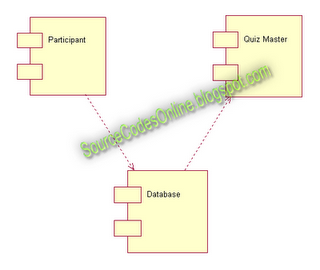 Participant
Quiz Master
SourceCodesOnline.blogspot.com
Database